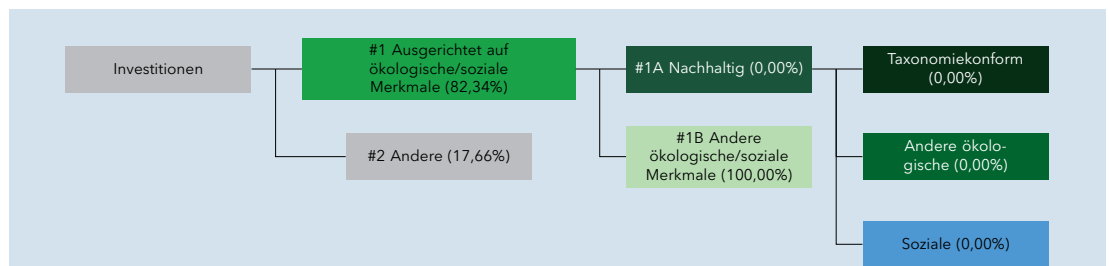 Investitionen
#1 Ausgerichtet auf
ökologische/soziale
Merkmale (82,34%)
#2 Andere (17,66%)
#1A Nachhaltig (0,00%)
#1B Andere
ökologische/soziale
Merkmale (100,00%)
Taxonomiekonform
(0,00%)
Andere ökolo-
gische (0,00%)
Soziale (0,00%)